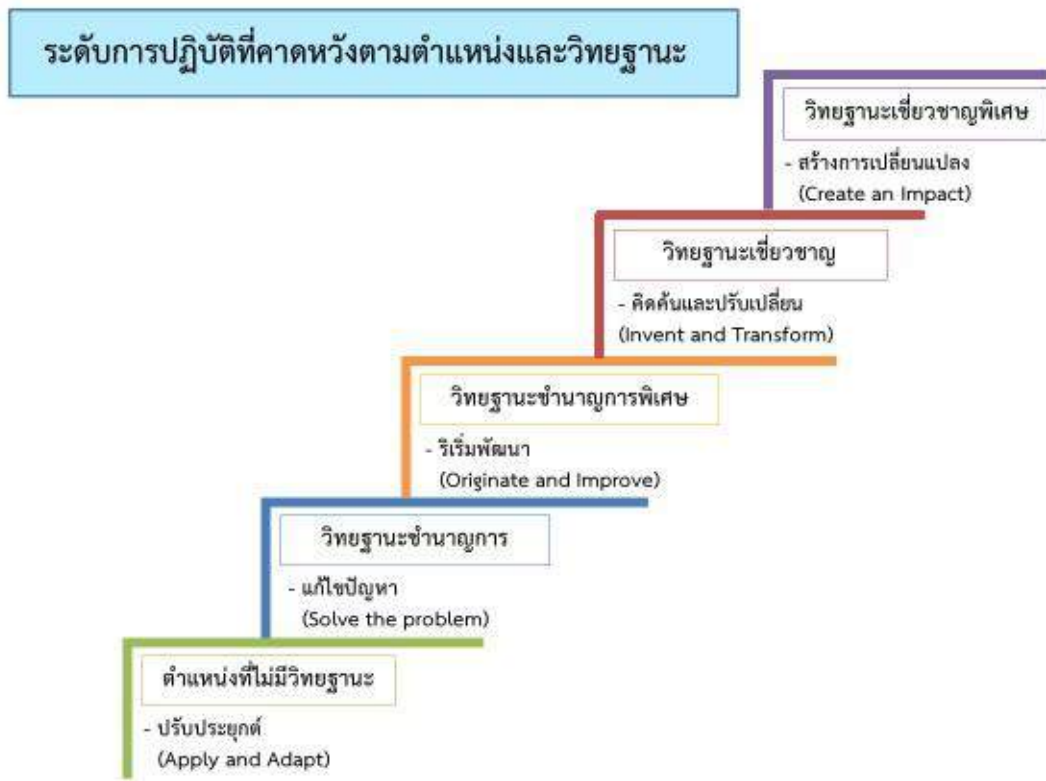 ระดับการปฏิบัติที่คาดหวังตามตำแหน่งและวิทยฐานะ
วิทยฐานะเชี่ยวชาญพิเศษ
- สร้างการเปลี่ยนแปลง
(Create an Impact)
วิทยฐานะเชี่ยวชาญ
- คิดค้นและปรับเปลี่ยน
(Invent and Transform)
วิทยฐานะชำนาญการพิเศษ
- ริเริ่มพัฒนา
(Originate and Improve)
วิทยฐานะชำนาญการ
- แก้ไขปัญหา
(Solve the problem)
ตำแหน่งที่ไม่มีวิทยฐานะ
- ปรับประยุกต์
(Apply and Adapt)